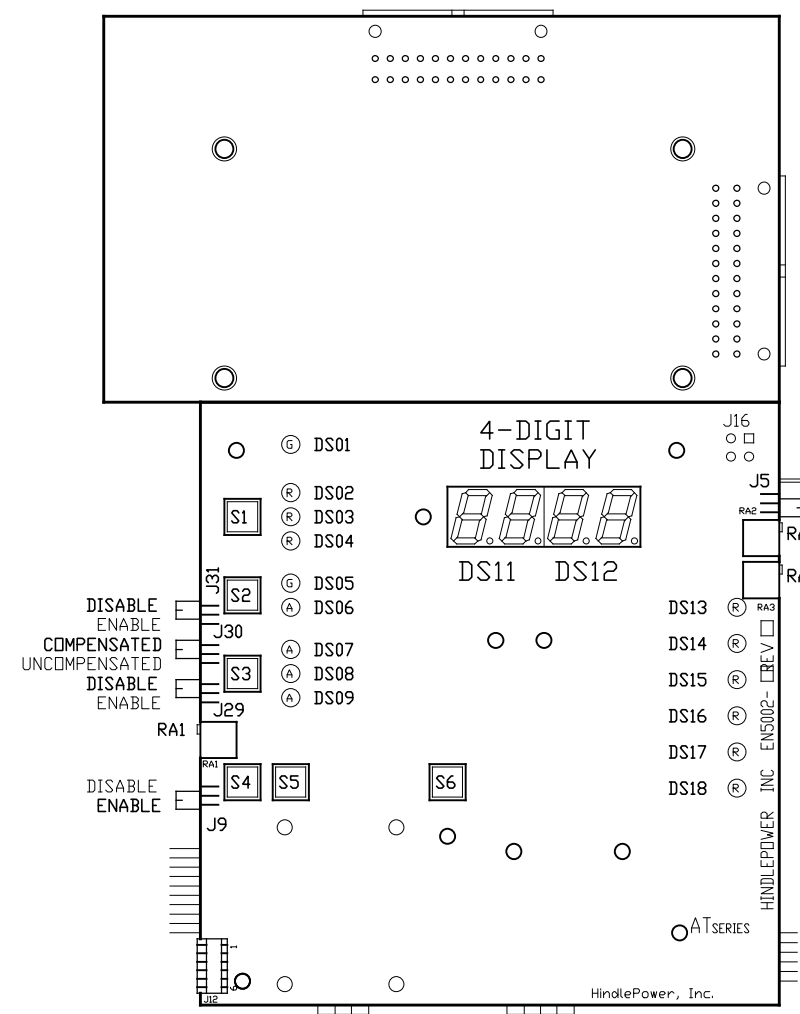 4-DIGIT
DISPLAY
J16
G DS01
R DS02
R DS03
R DS04
S1
J5
RA2
DS11 DS12
J31
G DS05
A DS06
S2
DISABLE
ENABLE
J30
COMPENSATED
UNCOMPENSATED
A DS07
A DS08
A DS09
S3
DISABLE
ENABLE
J29
RA1
RA1
RA3
DS13 R
DS14 R
DS15 R
DS16 R
DS17 R
DS18 R
S4 S5 S6
DISABLE
ENABLE
J9
HINDLEPOWER INC EN5002- REV
ATSERIES
1
6
J12
HindlePower, Inc.